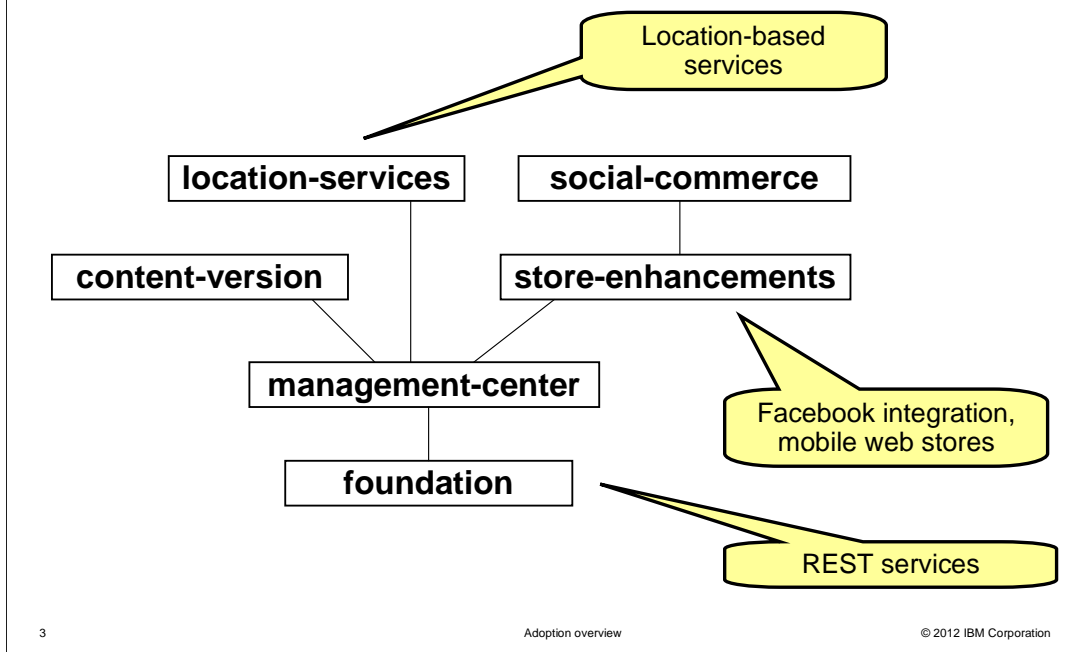 Location-based
services
location-services
social-commerce
content-version
store-enhancements
management-center
Facebook integration,
mobile web stores
foundation
REST services
3
Adoption overview
© 2012 IBM Corporation